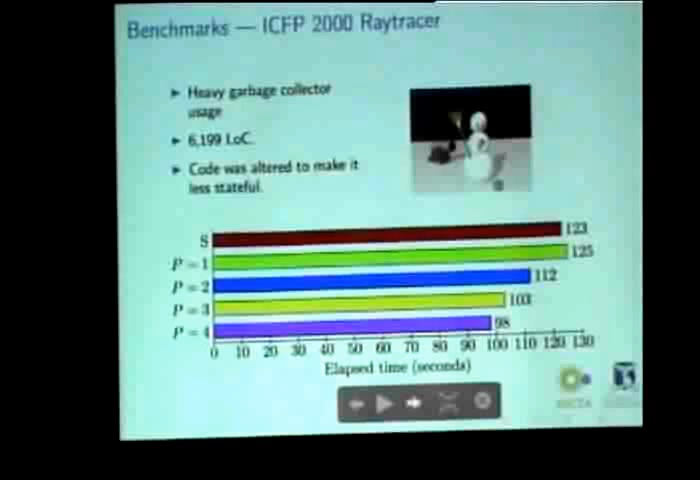 Benchmarks — ICFP 2000 Raytracer
► Heavy garbage collector
usage
► 6,199 LoC.
► Code was altered to make it
less stateful.
S 123
P = 1 125
P = 2 112
P = 3 103
P = 4 98
0 10 20 30 40 50 60 70 80 90 100 110 120 130
Elapsed time (seconds)
NICTA